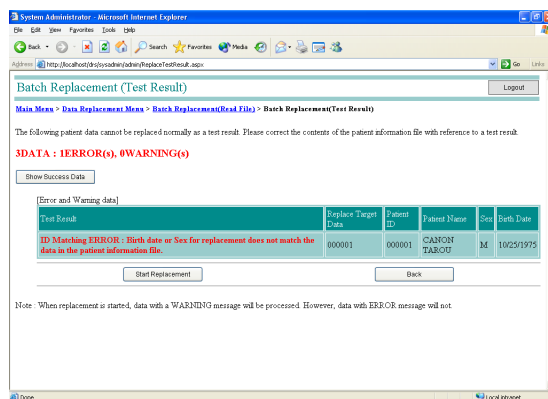 System Administrator - Microsoft Internet Explorer
File Edit View Favorites Tools Help
Back Search Favorites Media
Address http://localhost/drs/sysadmin/admin/ReplaceTestResult.aspx Go Links
Batch Replacement (Test Result) Logout
Main Menu > Data Replacement Menu > Batch Replacement(Read File) > Batch Replacement(Test Result)
The following patient data cannot be replaced normally as a test result. Please correct the contents of the patient information file with reference to a test result.
3DATA : 1ERROR(s), 0WARNING(s)
Show Success Data
[Error and Warning data]
Test Result Replace Target Data Patient ID Patient Name Sex Birth Date
ID Matching ERROR : Birth date or Sex for replacement does not match the data in the patient information file. 000001 000001 CANON TAROU M 10/25/1975
Start Replacement Back
Note : When replacement is started, data with a WARNING message will be processed. However, data with ERROR message will not.
Done Local intranet